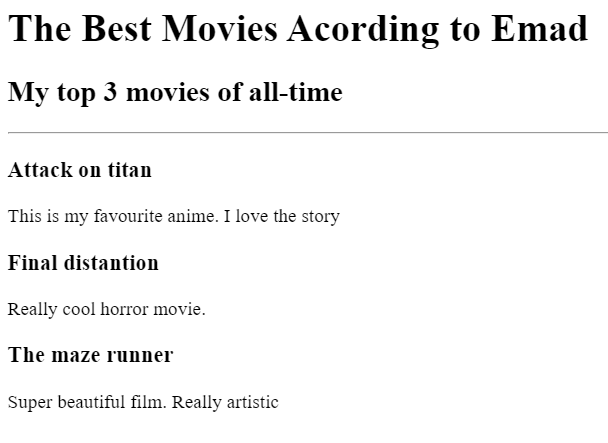 The Best Movies Acording to Emad
My top 3 movies of all-time
Attack on titan
This is my favourite anime. I love the story
Final distantion
Really cool horror movie.
The maze runner
Super beautiful film. Really artistic